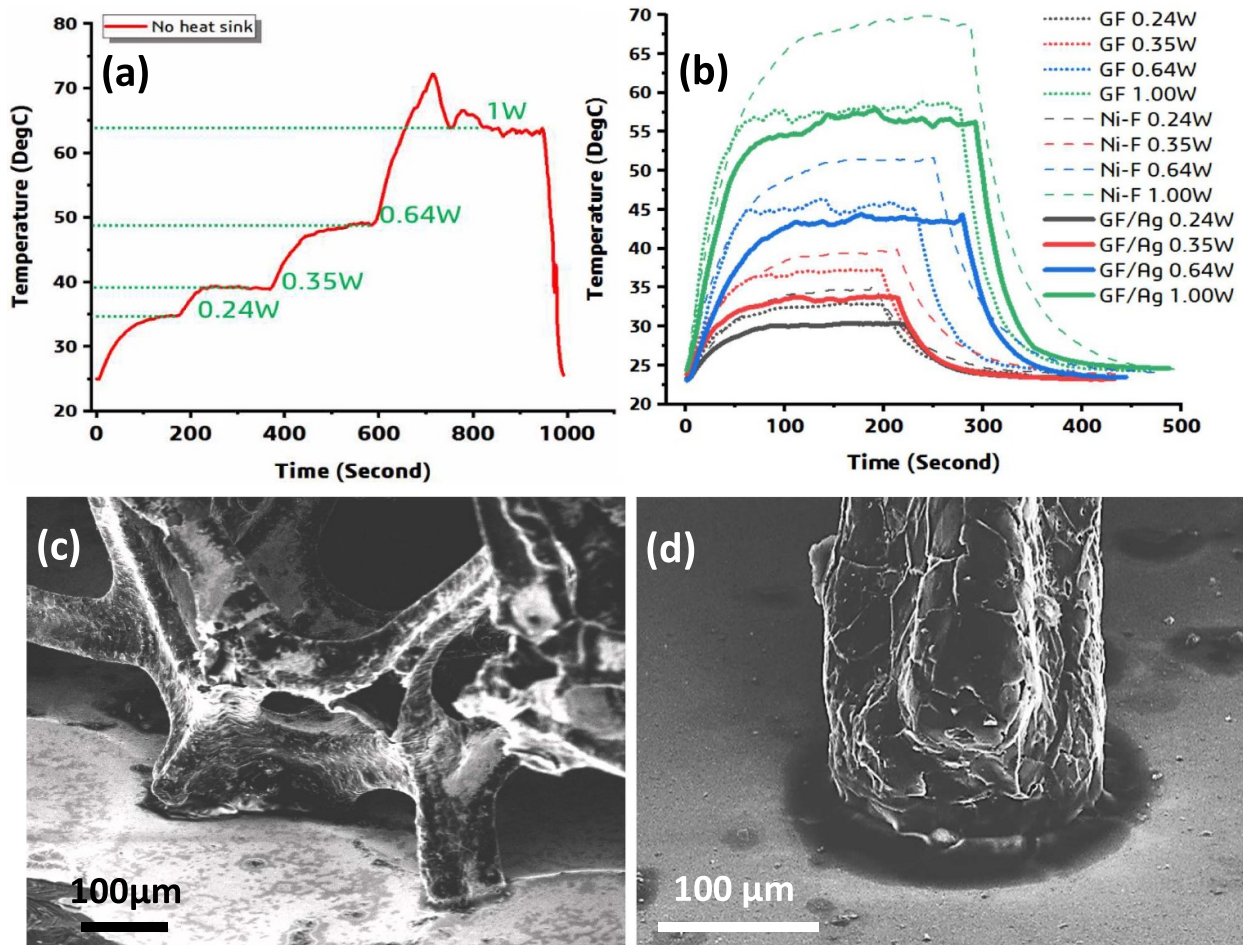 No heat sink
(a)
80
70
60
50
40
30
20
Temperature (DegC)
1W
0.64W
0.35W
0.24W
0 200 400 600 800 1000
Time (Second)
(b)
70
65
60
55
50
45
40
35
30
25
20
Temperature (DegC)
GF 0.24W
GF 0.35W
GF 0.64W
GF 1.00W
Ni-F 0.24W
Ni-F 0.35W
Ni-F 0.64W
Ni-F 1.00W
GF/Ag 0.24W
GF/Ag 0.35W
GF/Ag 0.64W
GF/Ag 1.00W
0 100 200 300 400 500
Time (Second)
(c)
100µm
(d)
100 µm